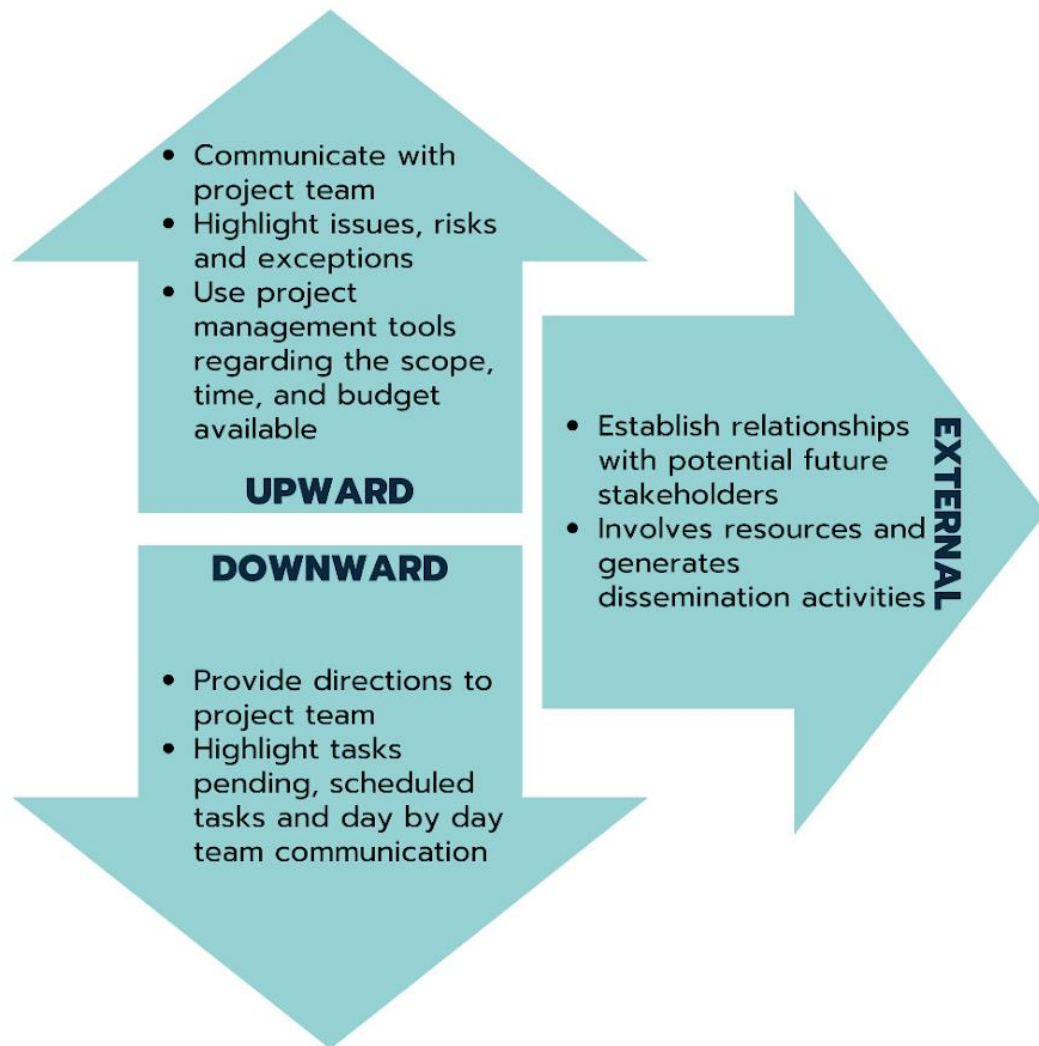 • Communicate with
project team
• Highlight issues, risks
and exceptions
• Use project
management tools
regarding the scope,
time, and budget
available
UPWARD
DOWNWARD
• Provide directions to
project team
• Highlight tasks
pending, scheduled
tasks and day by day
team communication
• Establish relationships
with potential future
stakeholders
• Involves resources and
generates
dissemination activities
EXTERNAL